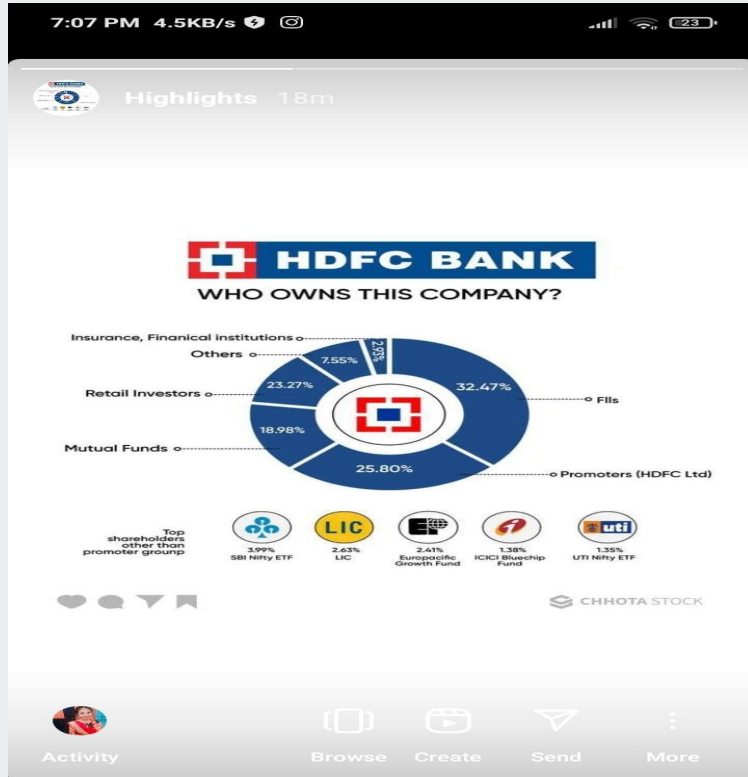 7:07 PM 4.5KB/s 23
Highlights 18m
HDFC BANK
WHO OWNS THIS COMPANY?
Insurance, Finanical institutions
Others
Retail Investors
Mutual Funds
2.93%
7.55%
23.27%
18.98%
32.47%
25.80%
FIIs
Promoters (HDFC Ltd)
Top
shareholders
other than
promoter grounp
LIC
uti
3.99%
SBI Nifty ETF
2.63%
LIC
2.41%
Europacific
Growth Fund
1.38%
ICICI Bluechip
Fund
1.35%
UTI Nifty ETF
CHHOTA STOCK
Activity Browse Create Send More